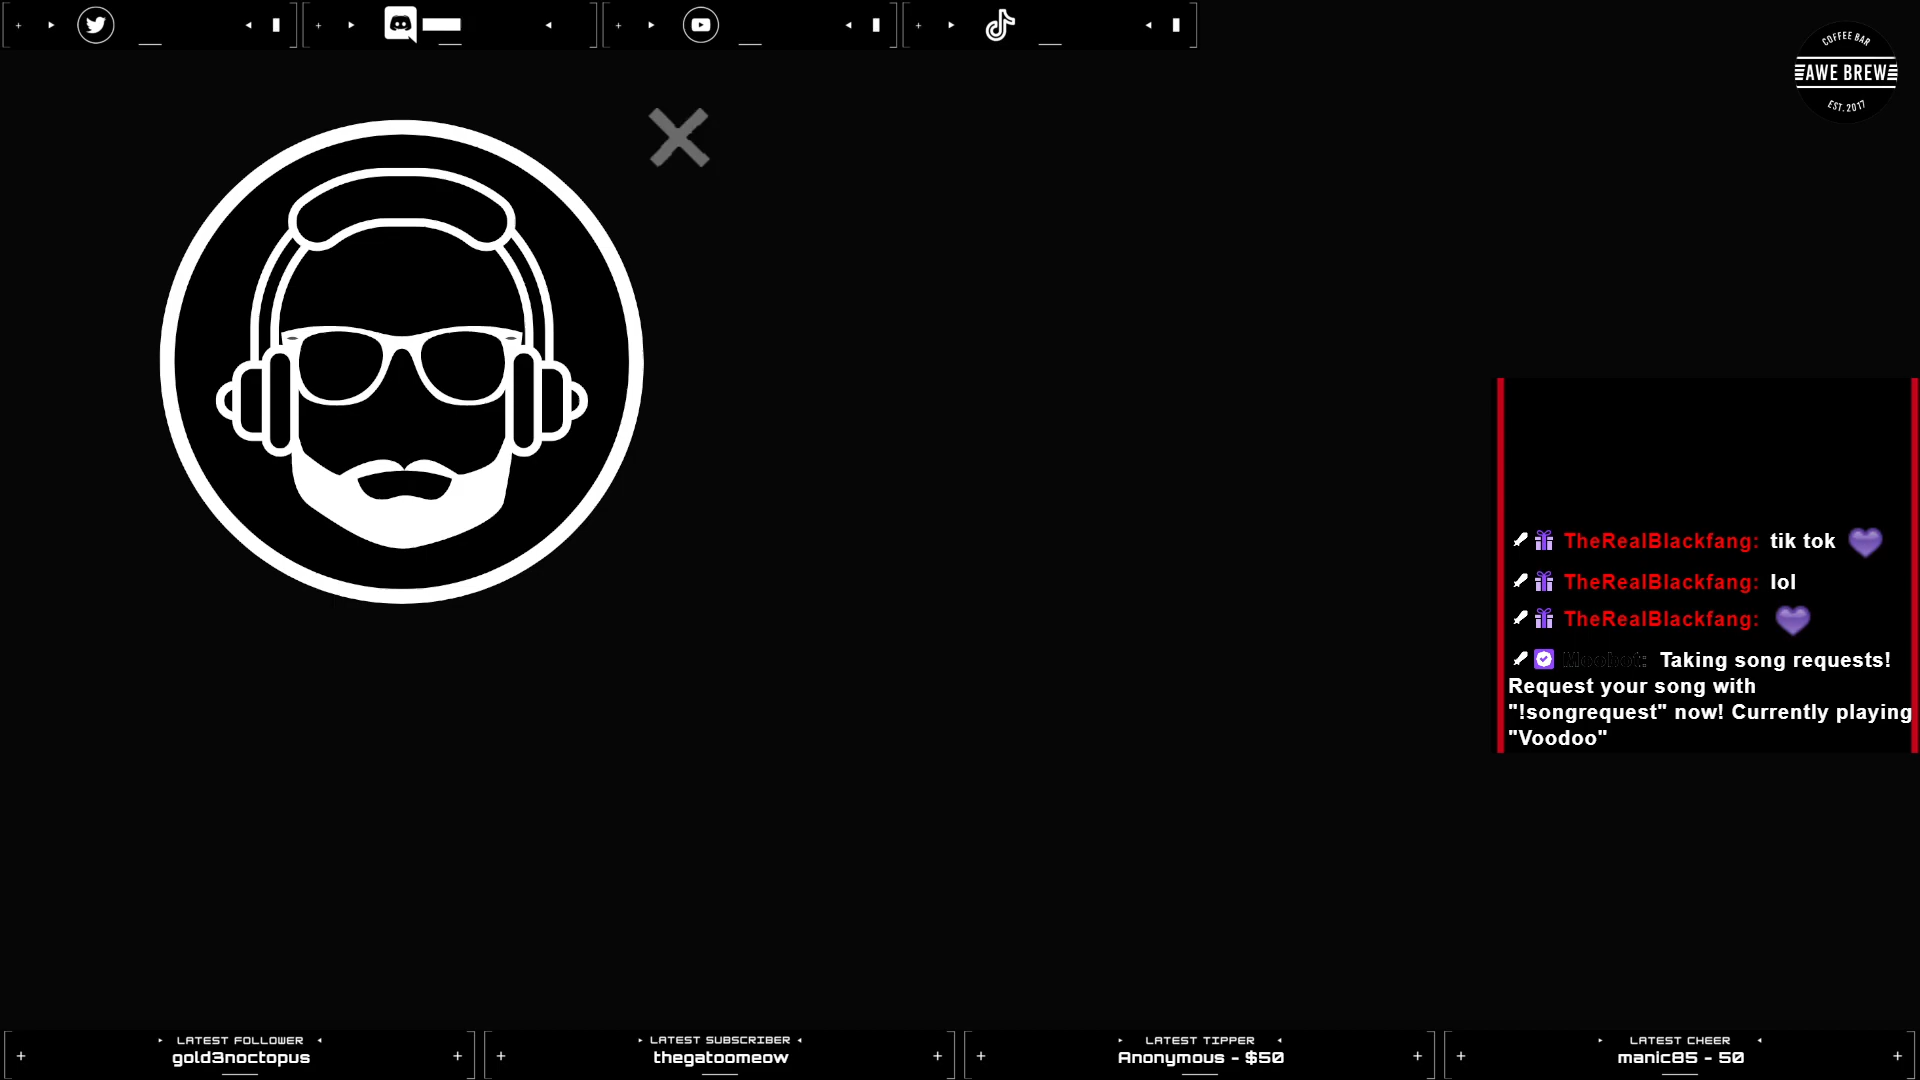 COFFEE BAR
AWE BREW
EST. 2017
TheRealBlackfang: tik tok
TheRealBlackfang: lol
TheRealBlackfang:
Moobot: Taking song requests!
Request your song with
"!songrequest" now! Currently playing
"Voodoo"
LATEST FOLLOWER
gold3noctopus
LATEST SUBSCRIBER
thegatoomeow
LATEST TIPPER
Anonymous - $50
LATEST CHEER
manic85 - 50